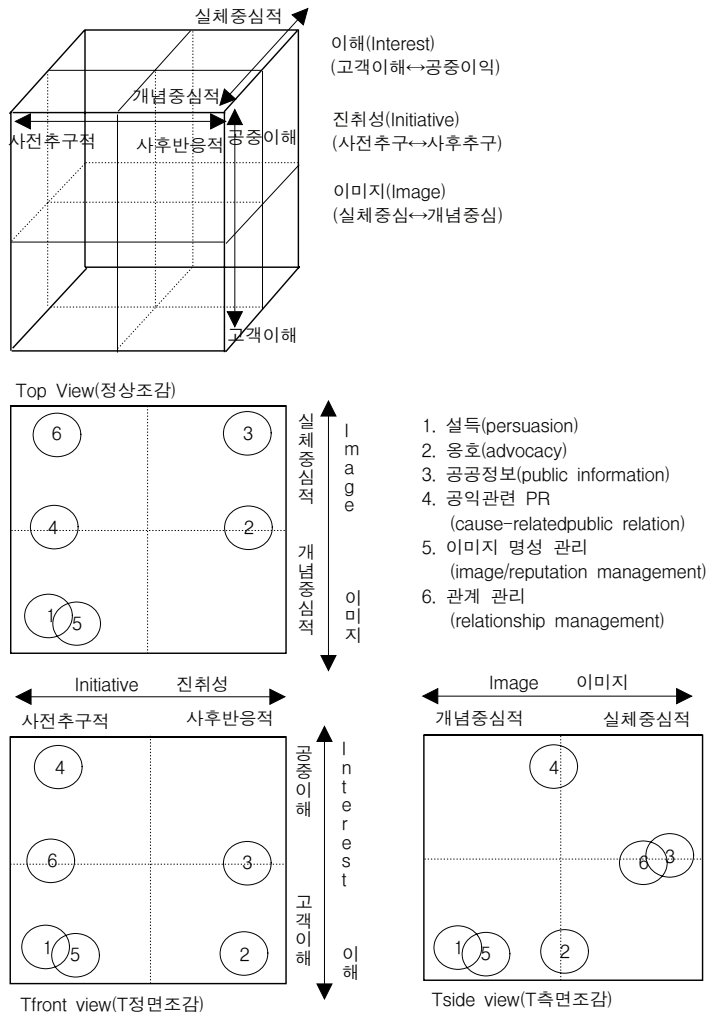 실체중심적
이해(Interest)
(고객이해↔공중이익)
개념중심적
사전추구적
사후반응적
공중이해
진취성(Initiative)
(사전추구↔사후추구)
이미지(Image)
(실체중심↔개념중심)
고객이해
Top View(정상조감)
6
3
4
2
1
5
실체중심적
개념중심적
Image
이미지
1. 설득(persuasion)
2. 옹호(advocacy)
3. 공공정보(public information)
4. 공익관련 PR
(cause-relatedpublic relation)
5. 이미지 명성 관리
(image/reputation management)
6. 관계 관리
(relationship management)
Initiative 진취성
사전추구적 사후반응적
4
6
3
1
5
2
공중이해
고객이해
Interest
이해
Tfront view(T정면조감)
Image 이미지
개념중심적 실체중심적
4
6
3
1
5
2
Tside view(T측면조감)